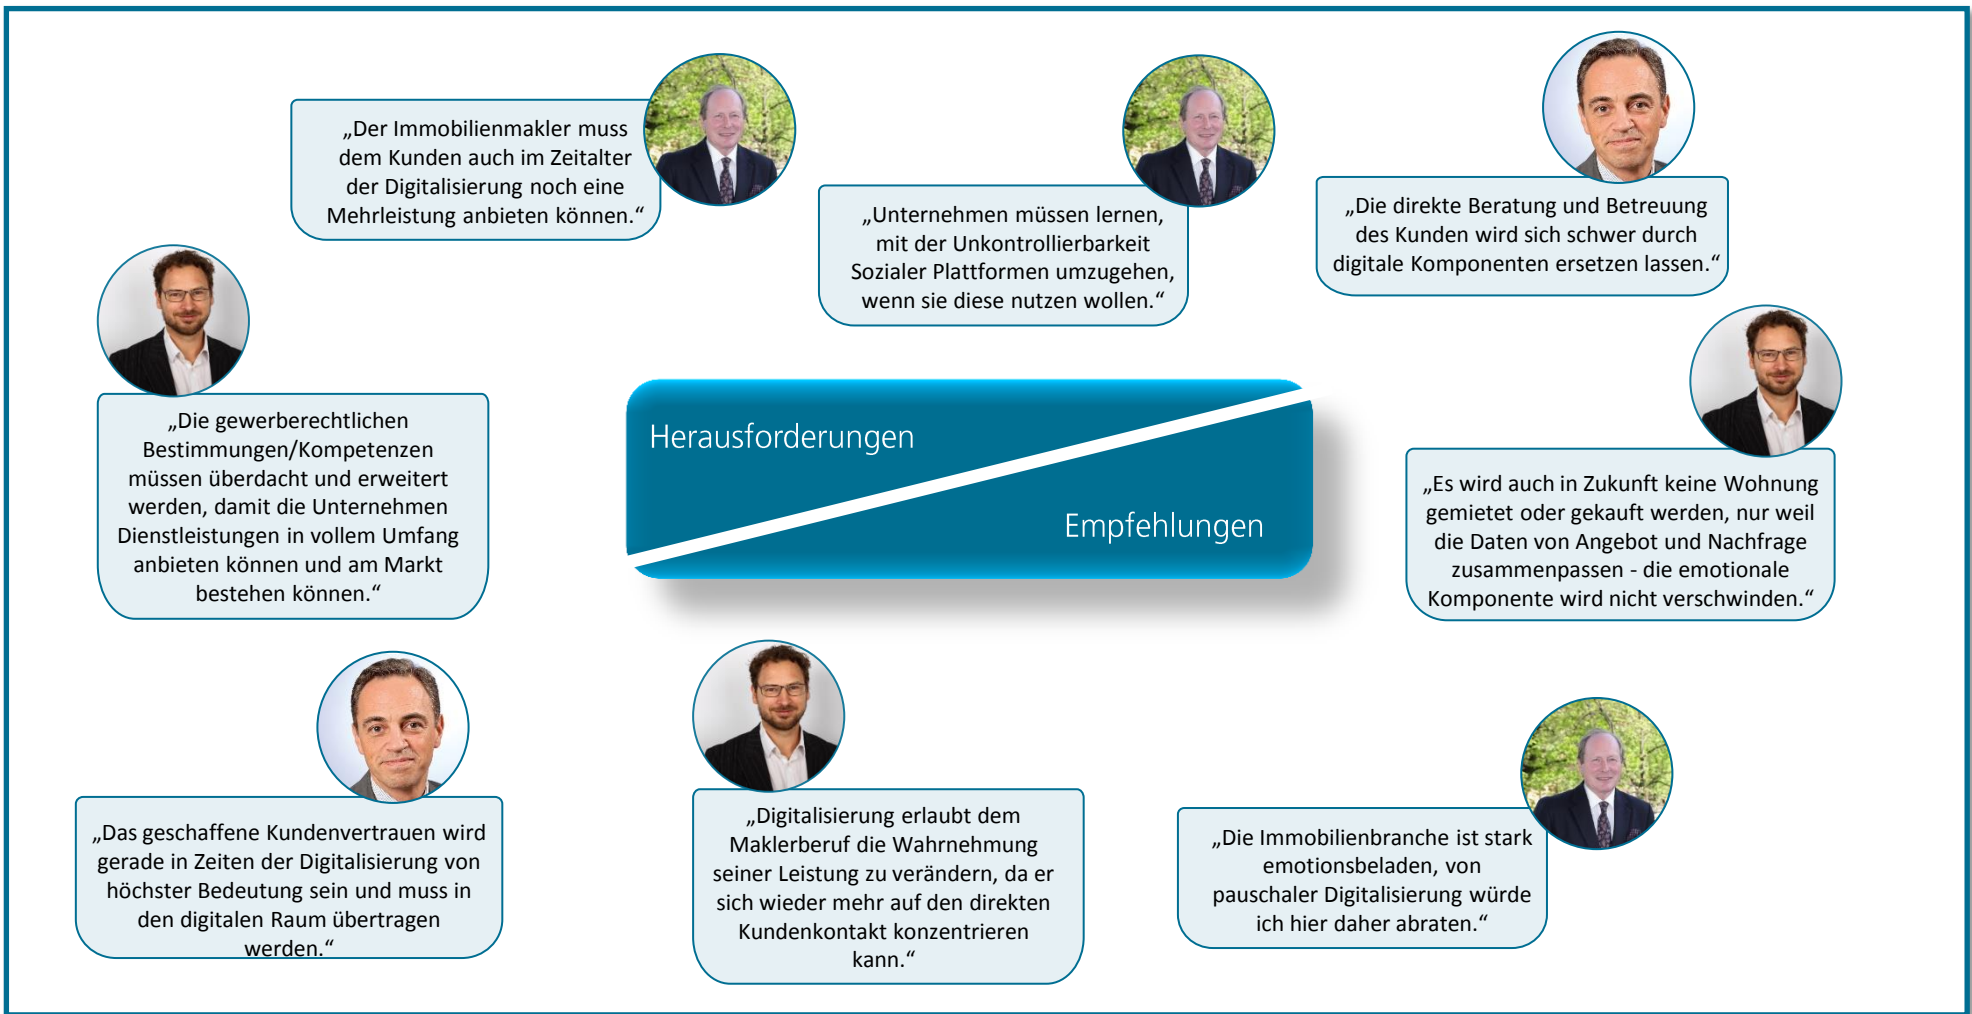 „Der Immobilienmakler muss
dem Kunden auch im Zeitalter
der Digitalisierung noch eine
Mehrleistung anbieten können.“
„Unternehmen müssen lernen,
mit der Unkontrollierbarkeit
Sozialer Plattformen umzugehen,
wenn sie diese nutzen wollen.“
„Die direkte Beratung und Betreuung
des Kunden wird sich schwer durch
digitale Komponenten ersetzen lassen.“
„Die gewerberechtlichen
Bestimmungen/Kompetenzen
müssen überdacht und erweitert
werden, damit die Unternehmen
Dienstleistungen in vollem Umfang
anbieten können und am Markt
bestehen können.“
Herausforderungen
Empfehlungen
„Es wird auch in Zukunft keine Wohnung
gemietet oder gekauft werden, nur weil
die Daten von Angebot und Nachfrage
zusammenpassen - die emotionale
Komponente wird nicht verschwinden.“
„Das geschaffene Kundenvertrauen wird
gerade in Zeiten der Digitalisierung von
höchster Bedeutung sein und muss in
den digitalen Raum übertragen
werden.“
„Digitalisierung erlaubt dem
Maklerberuf die Wahrnehmung
seiner Leistung zu verändern, da er
sich wieder mehr auf den direkten
Kundenkontakt konzentrieren
kann.“
„Die Immobilienbranche ist stark
emotionsbeladen, von
pauschaler Digitalisierung würde
ich hier daher abraten.“